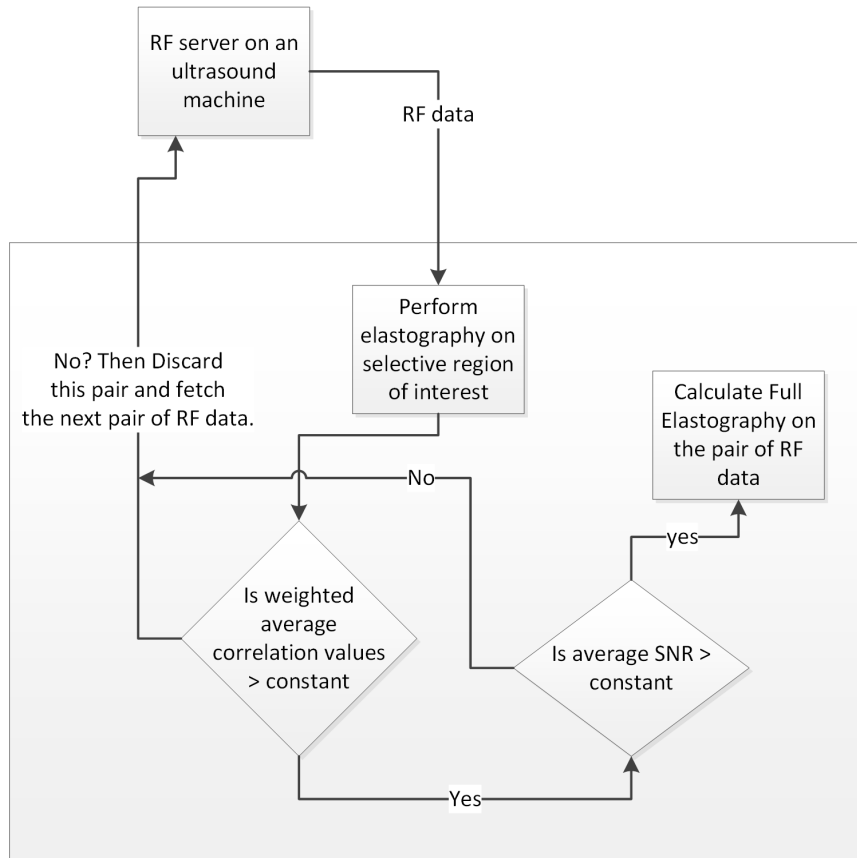 RF server on an
ultrasound
machine
RF data
Perform
elastography on
selective region
of interest
No? Then Discard
this pair and fetch
the next pair of RF data.
Calculate Full
Elastography on
the pair of RF
data
No
yes
Is weighted
average
correlation values
> constant
Is average SNR >
constant
Yes